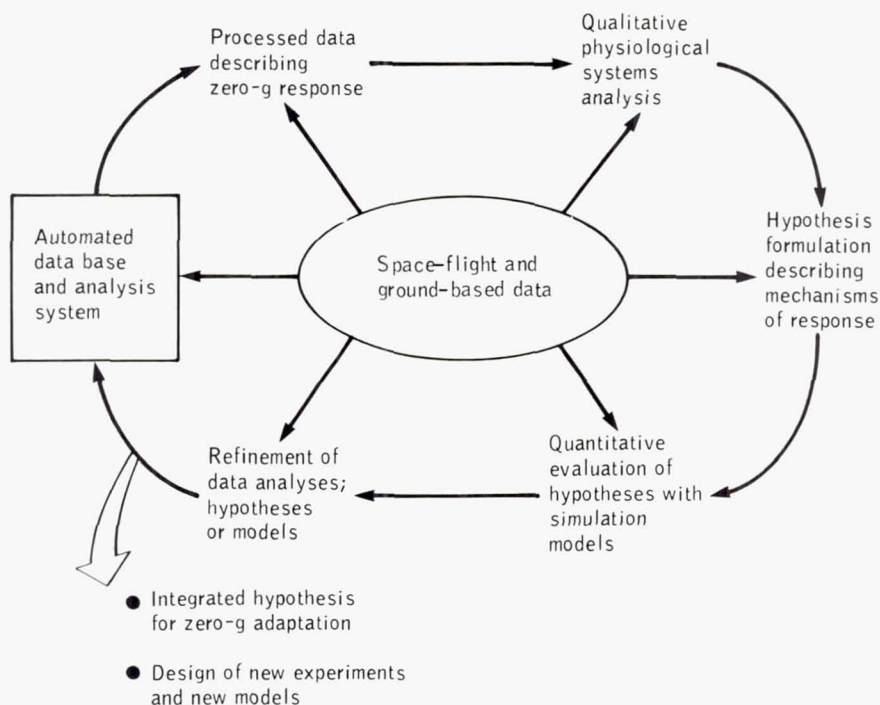 Processed data
describing
zero-g response
Qualitative
physiological
systems
analysis
Automated
data base
and analysis
system
Space-flight and
ground-based data
Hypothesis
formulation
describing
mechanisms
of response
Refinement of
data analyses;
hypotheses
or models
Quantitative
evaluation of
hypotheses with
simulation
models
● Integrated hypothesis
for zero-g adaptation
● Design of new experiments
and new models